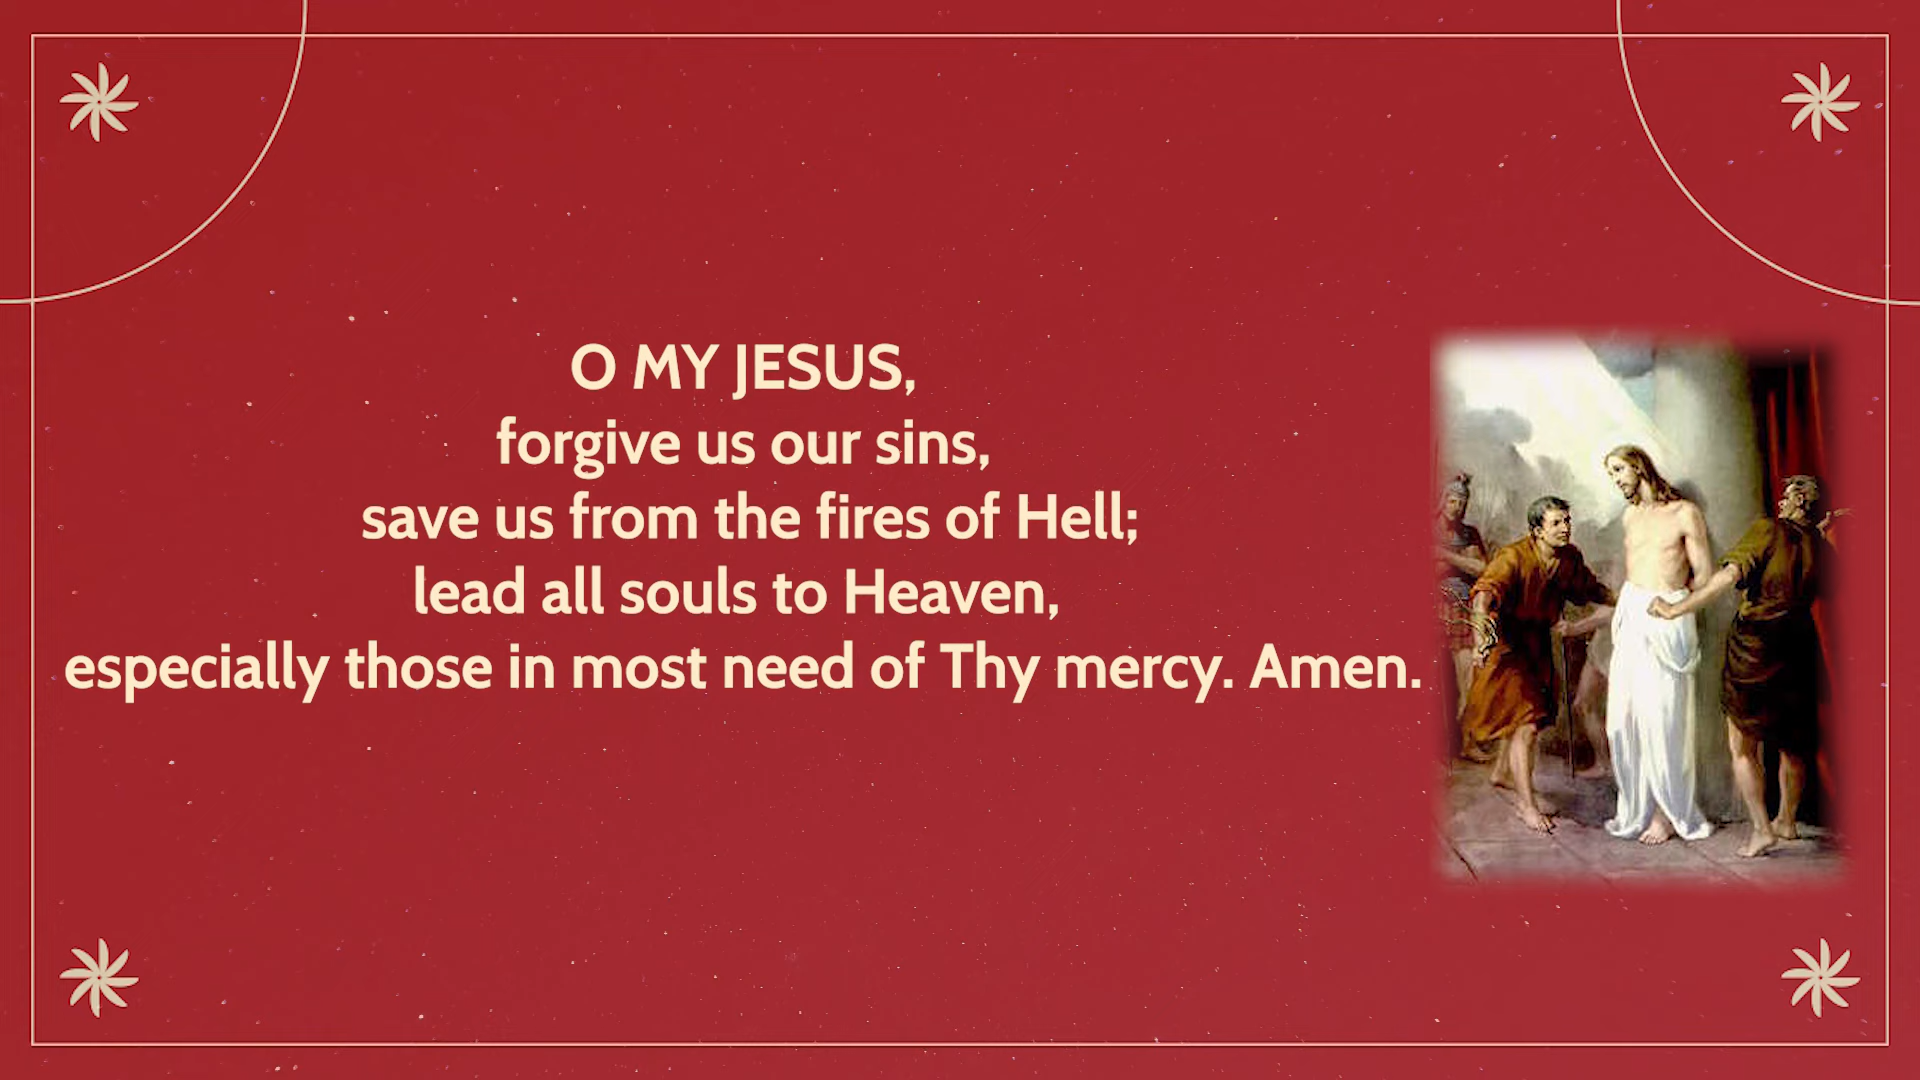 O MY JESUS,
forgive us our sins,
save us from the fires of Hell;
lead all souls to Heaven,
especially those in most need of Thy mercy. Amen.